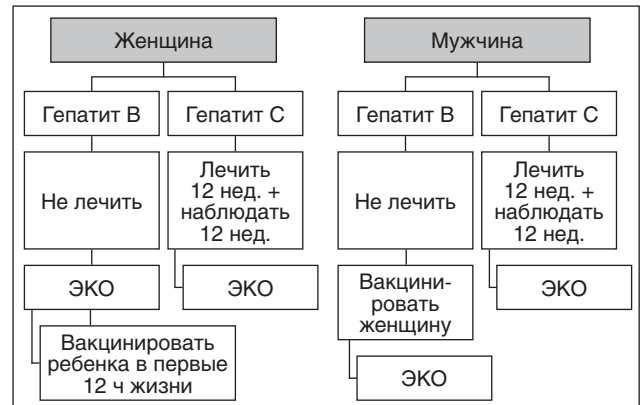 Женщина
Мужчина
Гепатит В
Гепатит С
Гепатит В
Гепатит С
Не лечить
Лечить
12 нед. +
наблюдать
12 нед.
Не лечить
Лечить
12 нед. +
наблюдать
12 нед.
ЭКО
ЭКО
Вакцини-
ровать
женщину
ЭКО
Вакцинировать
ребенка в первые
12 ч жизни
ЭКО